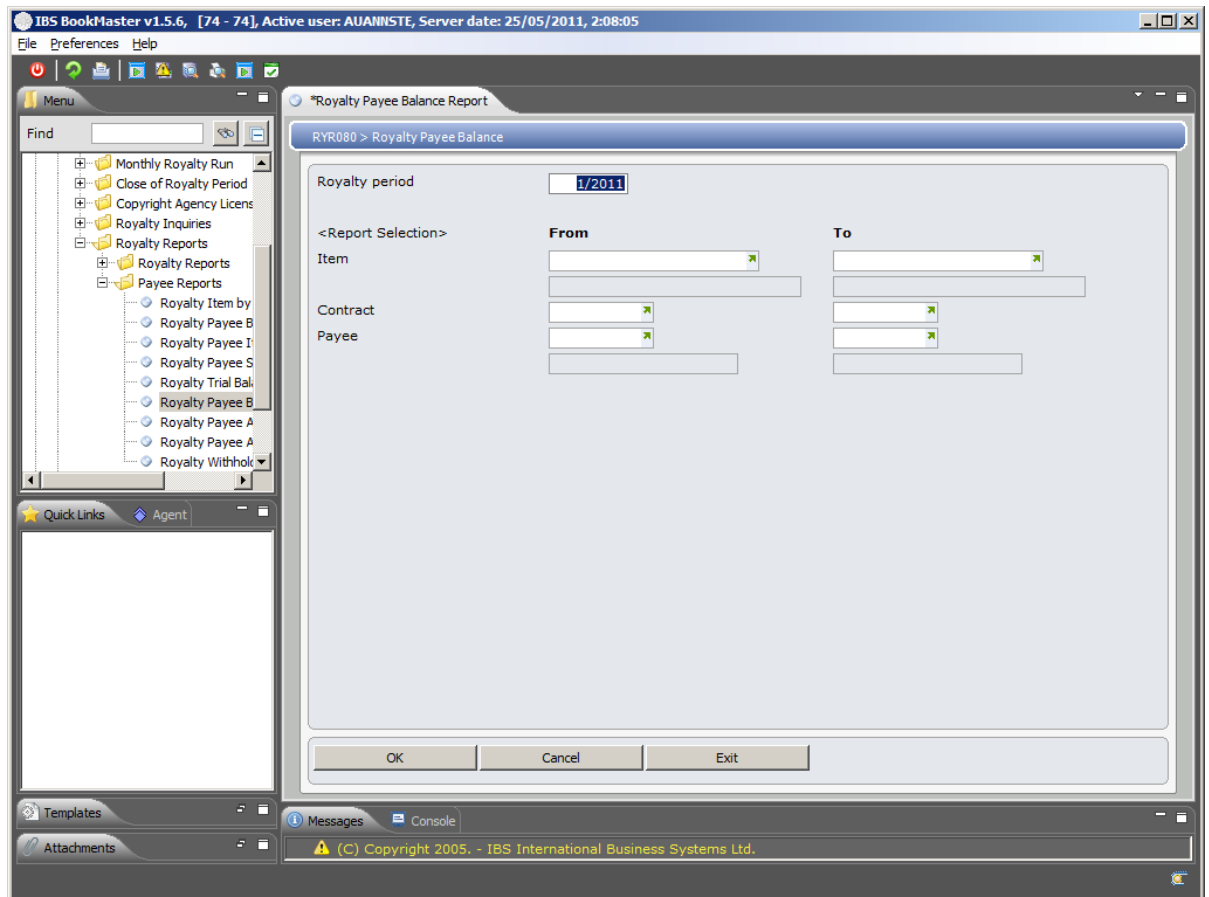 IBS BookMaster v1.5.6, [74 - 74], Active user: AUANNSTE, Server date: 25/05/2011, 2:08:05
File Preferences Help
Menu
Find
Monthly Royalty Run
Close of Royalty Period
Copyright Agency Licens
Royalty Inquiries
Royalty Reports
Royalty Reports
Payee Reports
Royalty Item by
Royalty Payee B
Royalty Payee I
Royalty Payee S
Royalty Trial Bala
Royalty Payee B
Royalty Payee A
Royalty Payee A
Royalty Withhold
Quick Links Agent
Templates
Attachments
*Royalty Payee Balance Report
RYR080 > Royalty Payee Balance
Royalty period 1/2011
<Report Selection> From To
Item
Contract
Payee
OK Cancel Exit
Messages Console
(C) Copyright 2005. - IBS International Business Systems Ltd.